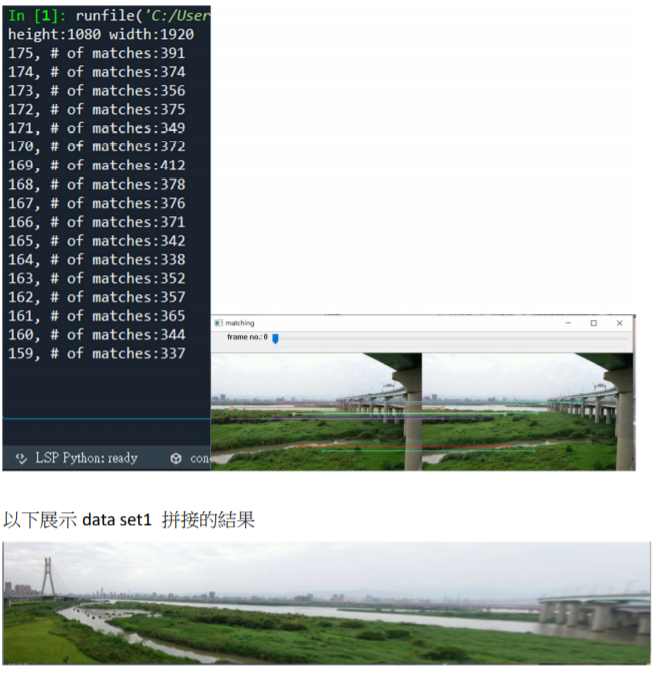 In [1]: runfile('C:/User
height:1080 width:1920
175, # of matches:391
174, # of matches:374
173, # of matches:356
172, # of matches:375
171, # of matches:349
170, # of matches:372
169, # of matches:412
168, # of matches:378
167, # of matches:376
166, # of matches:371
165, # of matches:342
164, # of matches:338
163, # of matches:352
162, # of matches:357
161, # of matches:365
160, # of matches:344
159, # of matches:337
LSP Python: ready
con
matching
frame no.: 0
以下展示 data set1 拼接的結果